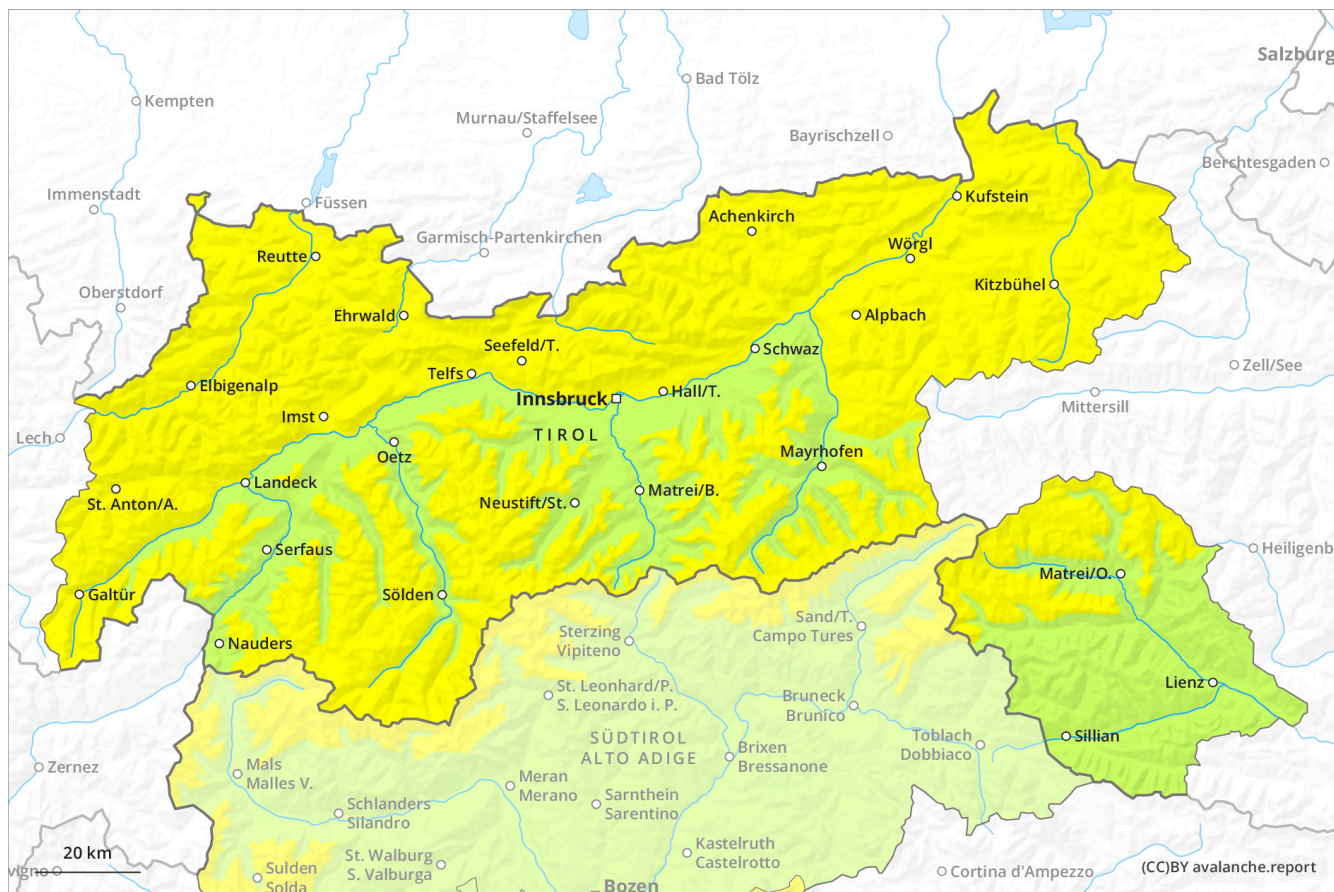 Salzburg
Bad Tölz
Kempten
Murnau/Staffelsee
Bayrischzell
Berchtesgaden
Immenstadt
Füssen
Kufstein
Achenkirch
Garmisch-Partenkirchen
Wörgl
Reutte
Kitzbühel
Oberstdorf
Ehrwald
Alpbach
Seefeld/T.
Schwaz
Zell/See
Telfs
Elbigenalp
Innsbruck
Hall/T.
Mittersill
Imst
TIROL
Lech
Oetz
Mayrhofen
Landeck
Matrei/B.
St. Anton/A.
Neustift/St.
Serfaus
Heiligenb
Matrei/O.
Galtür
Sölden
Sand/T.
Campo Tures
Sterzing
Vipiteno
Nauders
Lienz
St. Leonhard/P.
S. Leonardo i. P.
Bruneck
Brunico
Sillian
SÜDTIROL
ALTO ADIGE
Toblach
Dobbiaco
Brixen
Bressanone
Zernez
Mals
Malles V.
Meran
Merano
Schlanders
Silandro
Sarnthein
Sarentino
Kastelruth
Castelrotto
20 km
St. Walburg
S. Valburga
(CC)BY avalanche.report
vigno
Sulden
Solda
Cortina d'Ampezzo
Bozen